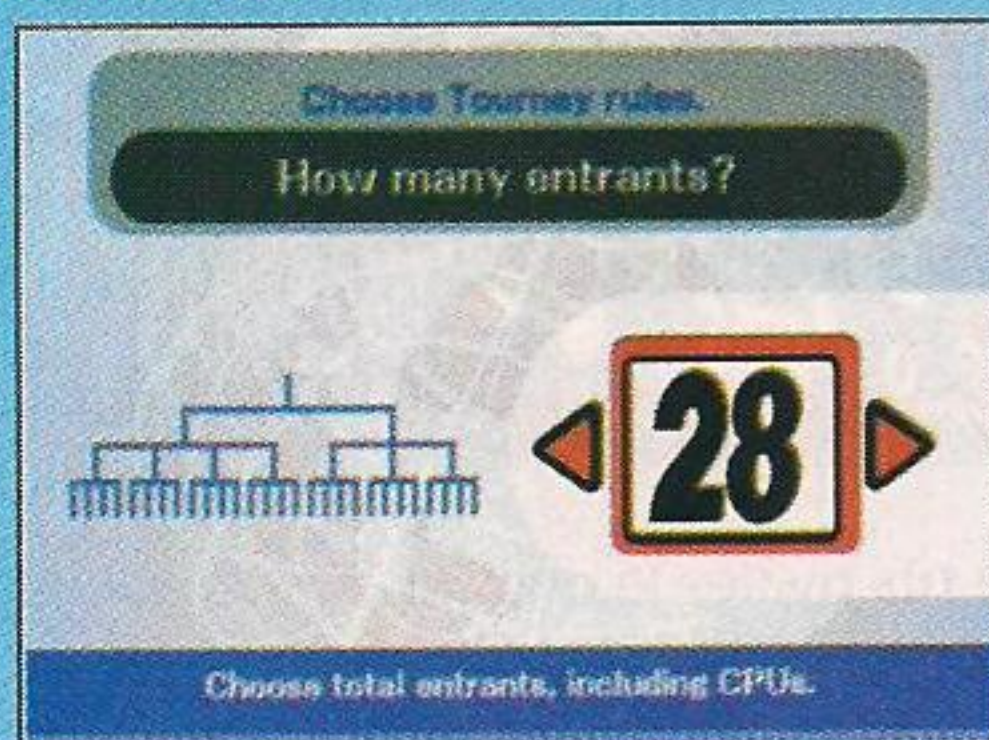 Choose Tourney rules.
How many entrants?
28
Choose total entrants, including CPUs.